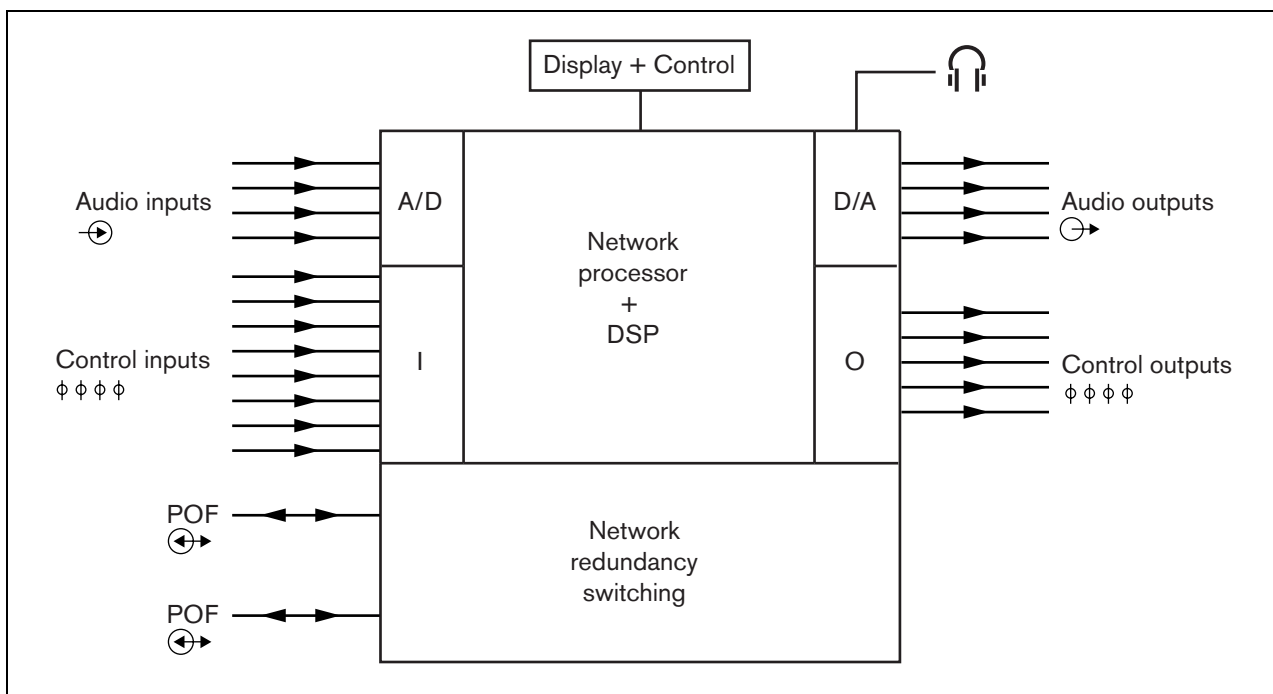 Display + Control
Audio inputs
A/D
Network
processor
+
DSP
D/A
Audio outputs
Control inputs
I
O
Control outputs
POF
POF
Network
redundancy
switching